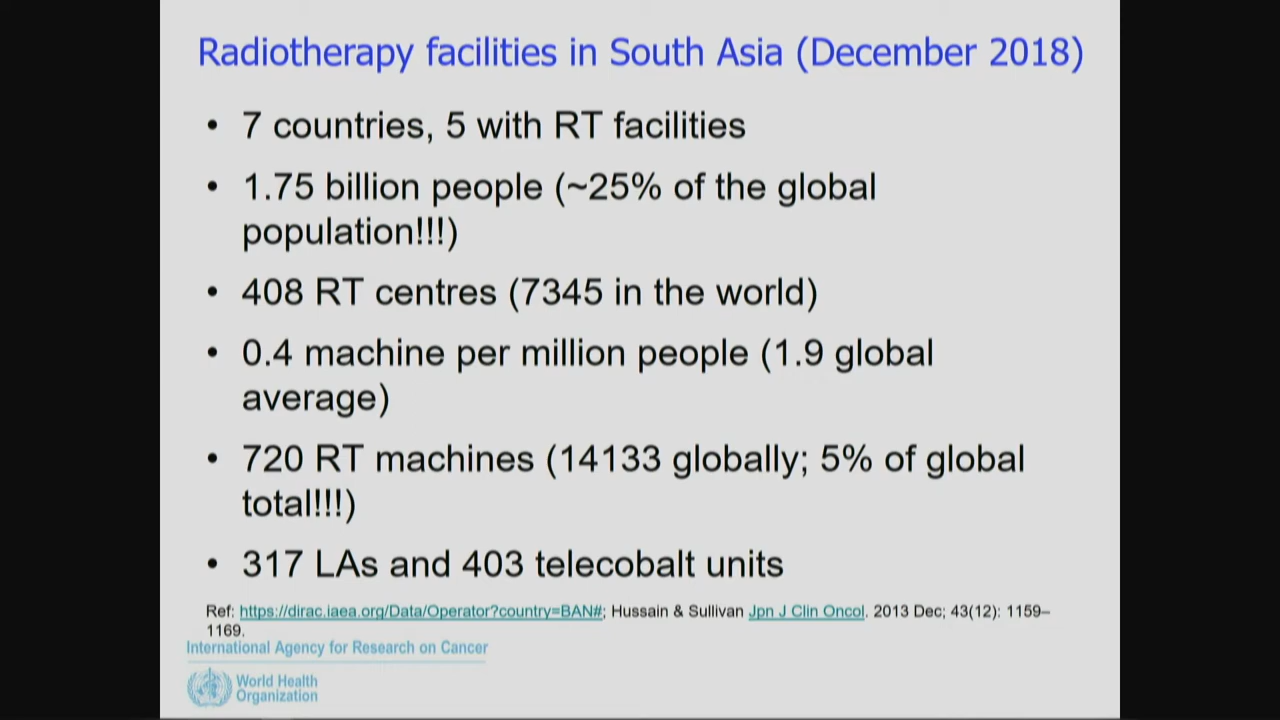 Radiotherapy facilities in South Asia (December 2018)
• 7 countries, 5 with RT facilities
• 1.75 billion people (~25% of the global
population!!!)
• 408 RT centres (7345 in the world)
• 0.4 machine per million people (1.9 global
average)
• 720 RT machines (14133 globally; 5% of global
total!!!)
• 317 LAs and 403 telecobalt units
Ref: https://dirac.iaea.org/Data/Operator?country=BAN#; Hussain & Sullivan Jpn J Clin Oncol. 2013 Dec; 43(12): 1159–
1169.
International Agency for Research on Cancer
World Health
Organization